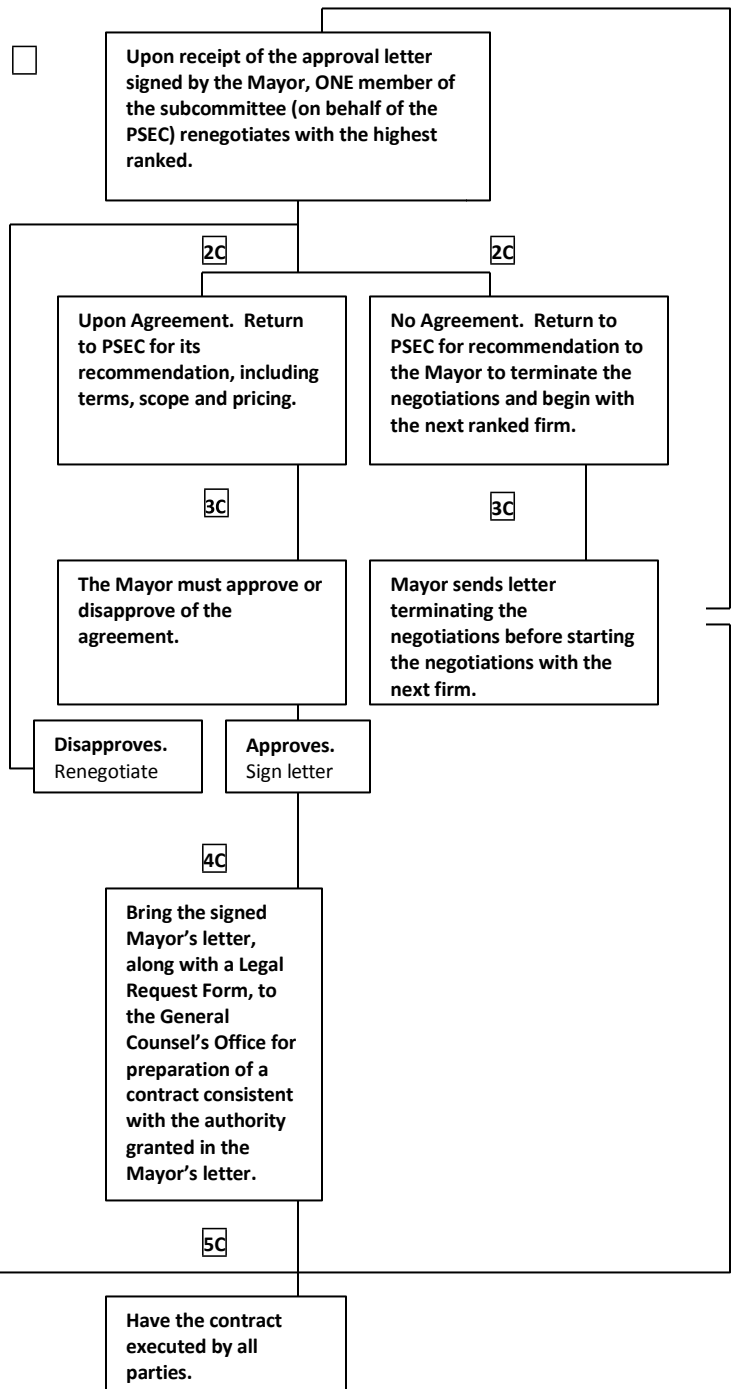 Upon receipt of the approval letter
signed by the Mayor, ONE member of
the subcommittee (on behalf of the
PSEC) renegotiates with the highest
ranked.
2C
2C
Upon Agreement.  Return
to PSEC for its
recommendation, including
terms, scope and pricing.
No Agreement.  Return to
PSEC for recommendation to
the Mayor to terminate the
negotiations and begin with
the next ranked firm.
3C
3C
The Mayor must approve or
disapprove of the
agreement.
Mayor sends letter
terminating the
negotiations before starting
the negotiations with the
next firm.
Disapproves.
Renegotiate
Approves.
Sign letter
4C
Bring the signed
Mayor’s letter,
along with a Legal
Request Form, to
the General
Counsel’s Office for
preparation of a
contract consistent
with the authority
granted in the
Mayor’s letter.
5C
Have the contract
executed by all
parties.